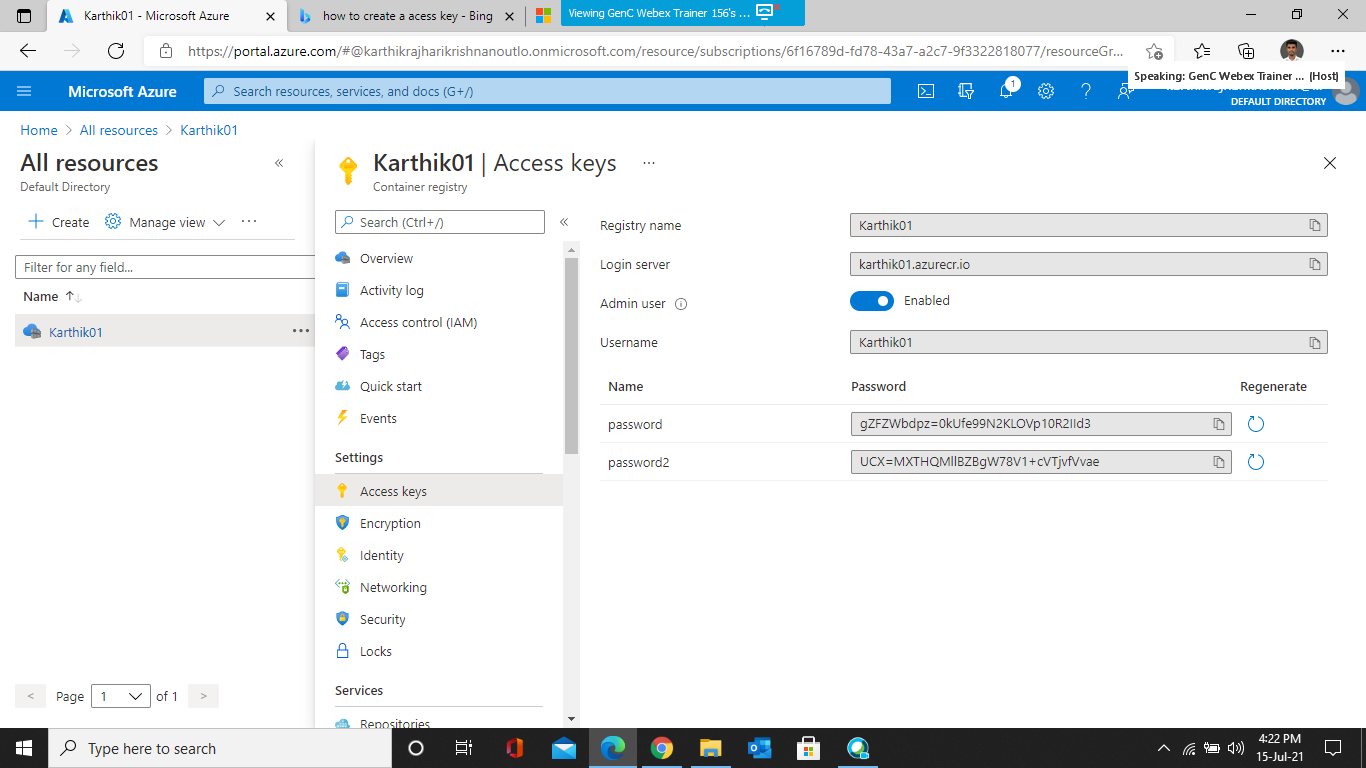 Karthik01 - Microsoft Azure
how to create a acess key - Bing
Viewing GenC Webex Trainer 156's ...
https://portal.azure.com/#@karthikrajharikrishnanoutlo.onmicrosoft.com/resource/subscriptions/6f16789d-fd78-43a7-a2c7-9f3322818077/resourceGr...
Speaking: GenC Webex Trainer ... (Host)
Microsoft Azure
Search resources, services, and docs (G+/)
1
DEFAULT DIRECTORY
Home > All resources > Karthik01
All resources
Default Directory
Create
Manage view
Filter for any field...
Name
Karthik01
< Page 1 of 1 >
Karthik01 | Access keys
Container registry
Search (Ctrl+/)
Overview
Activity log
Access control (IAM)
Tags
Quick start
Events
Settings
Access keys
Encryption
Identity
Networking
Security
Locks
Services
Repositories
Registry name Karthik01
Login server karthik01.azurecr.io
Admin user Enabled
Username Karthik01
Name Password Regenerate
password gZFZWbdpz=0kUfe99N2KLOVp10R2IId3
password2 UCX=MXTHQMllBZBgW78V1+cVTjvfVvae
Type here to search
4:22 PM
15-Jul-21